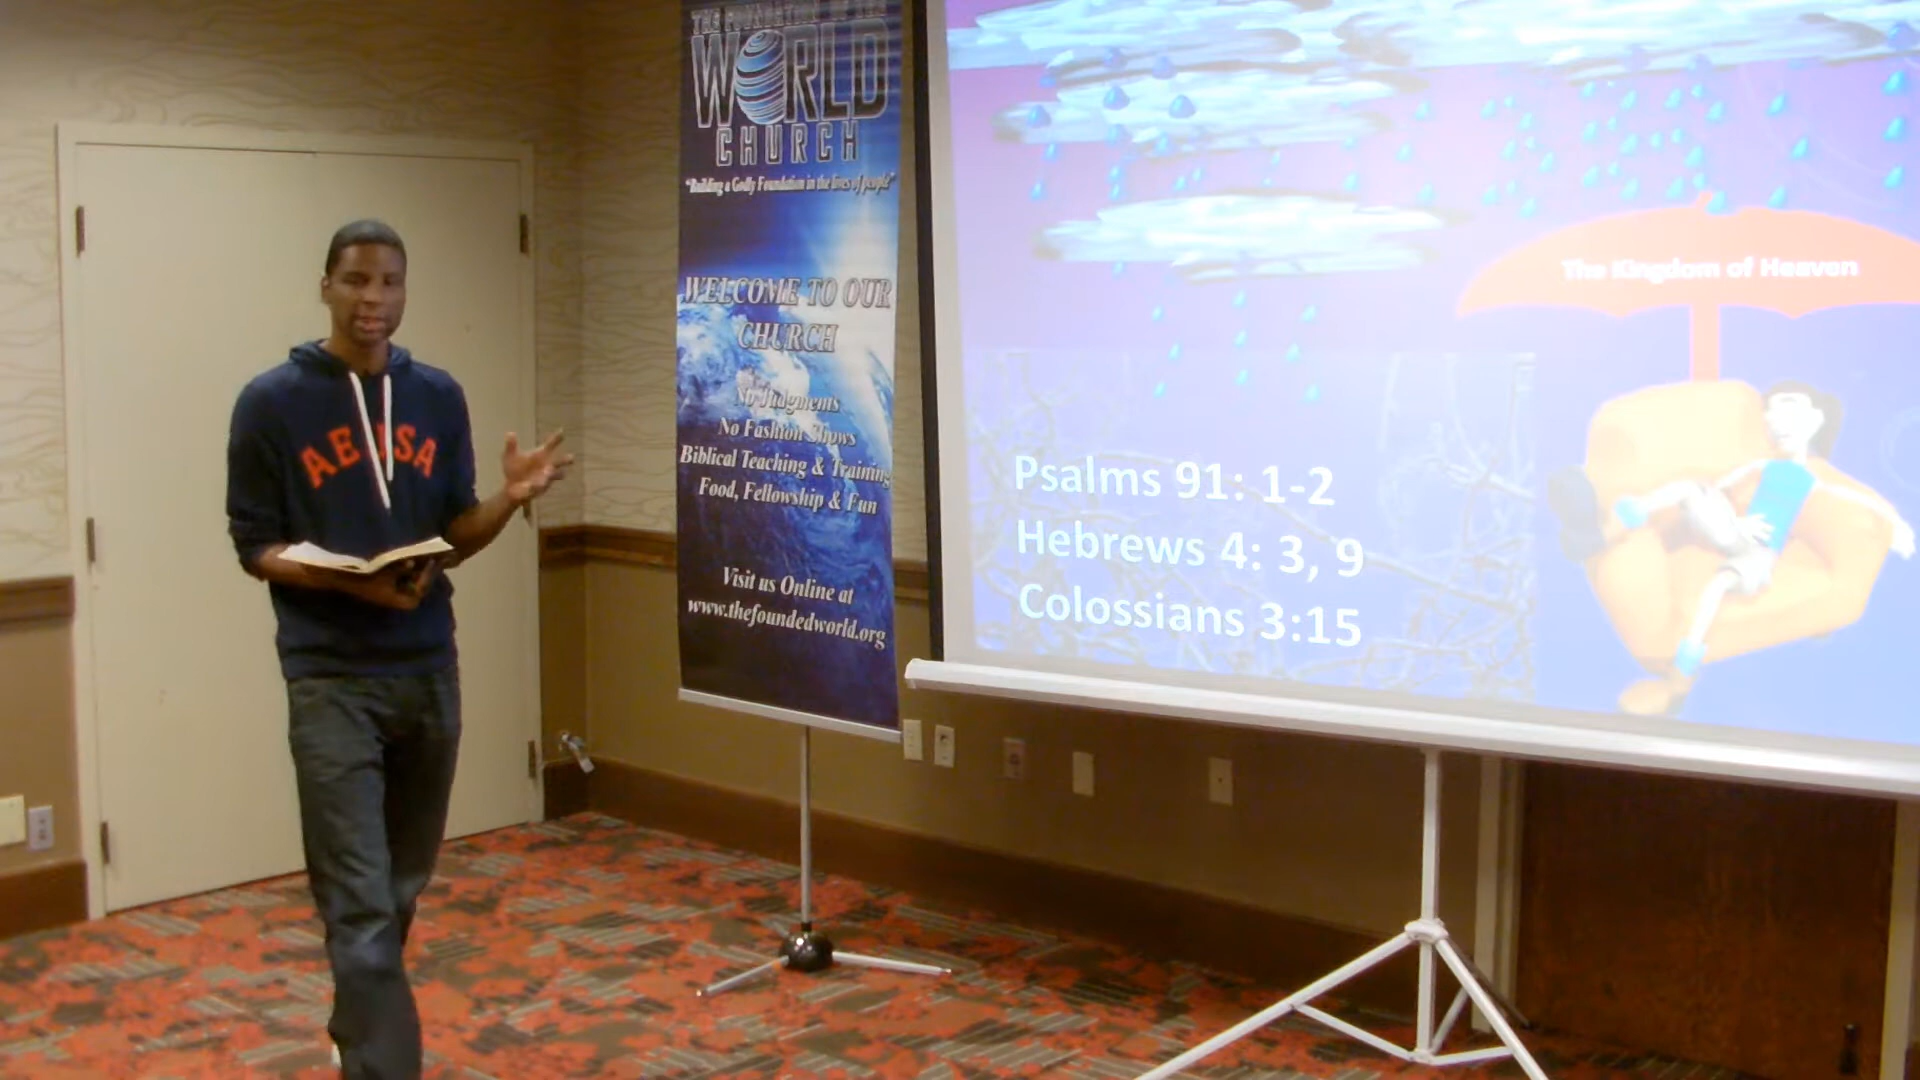 THE FOUNDATION OF THE
WORLD
CHURCH
"Building a Godly Foundation in the lives of people"
WELCOME TO OUR
CHURCH
No Judgments
No Fashion Shows
Biblical Teaching & Training
Food, Fellowship & Fun
Visit us Online at
www.thefoundedworld.org
The Kingdom of Heaven
Psalms 91: 1-2
Hebrews 4: 3, 9
Colossians 3:15